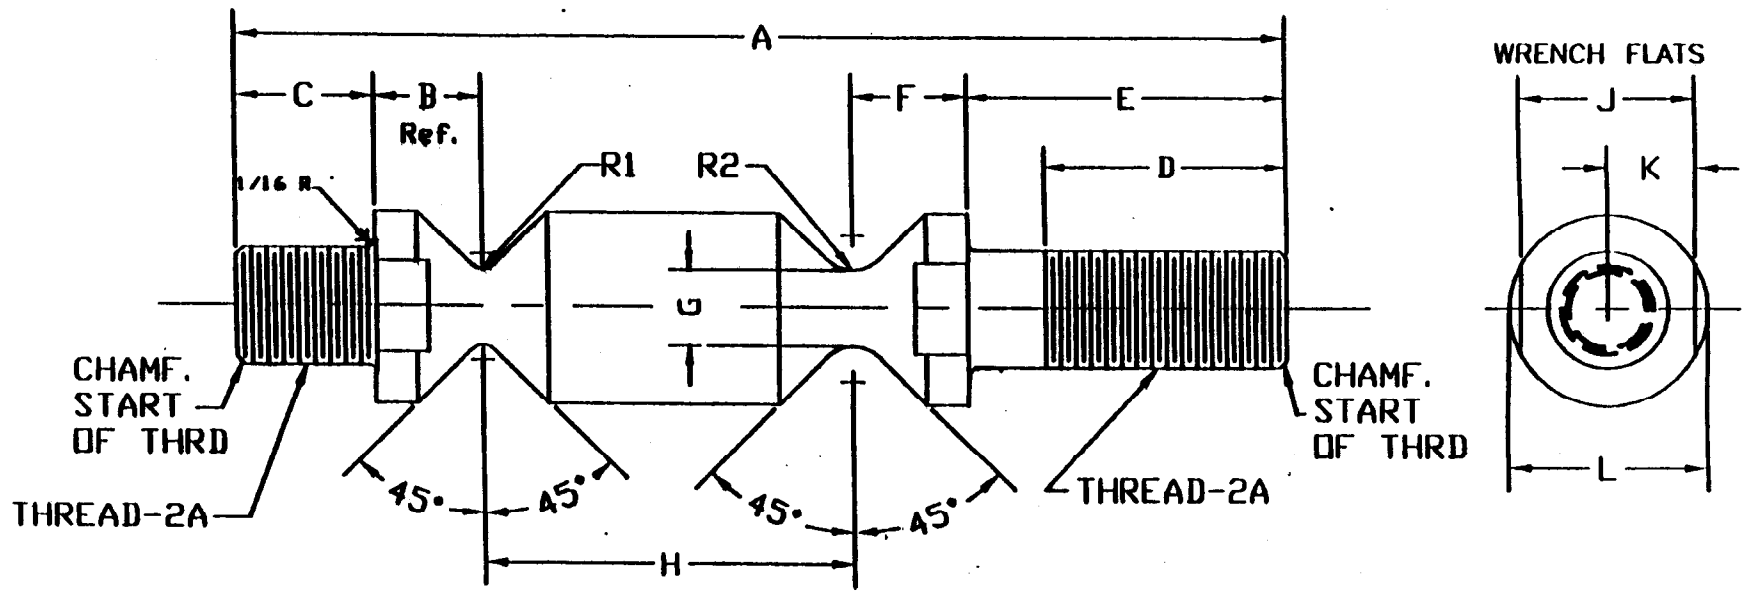 A
WRENCH FLATS
C
B
F
E
J
Ref.
R1
R2
D
K
1/16 R
G
CHAMF.
START
OF THRD
CHAMF.
START
OF THRD
L
45°
45°
45°
45°
THREAD-2A
THREAD-2A
H